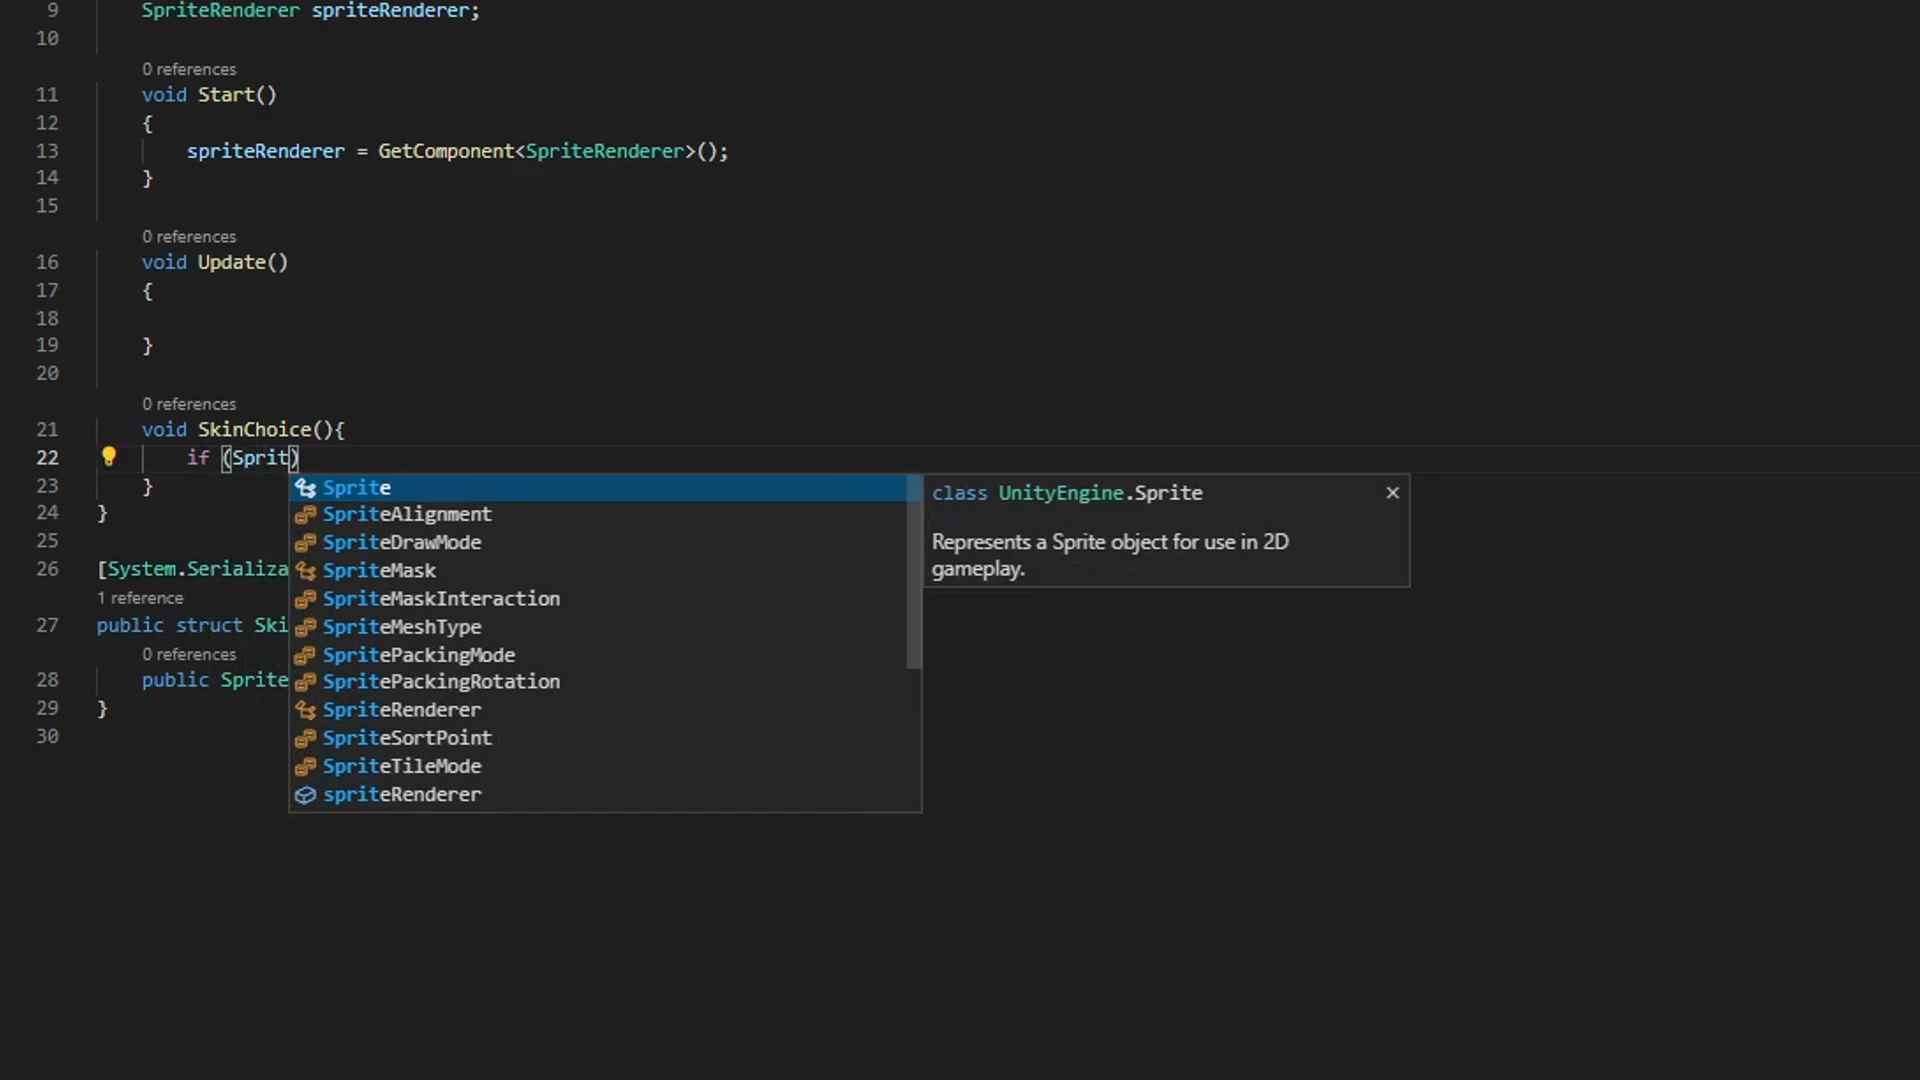 9 SpriteRenderer spriteRenderer;
10
0 references
11 void Start()
12 {
13 spriteRenderer = GetComponent<SpriteRenderer>();
14 }
15
0 references
16 void Update()
17 {
18
19 }
20
0 references
21 void SkinChoice(){
22 if (Sprit)
23 }
24 }
25
26 [System.Serializa
1 reference
27 public struct Ski
0 references
28 public Sprite
29 }
30
Sprite
SpriteAlignment
SpriteDrawMode
SpriteMask
SpriteMaskInteraction
SpriteMeshType
SpritePackingMode
SpritePackingRotation
SpriteRenderer
SpriteSortPoint
SpriteTileMode
spriteRenderer
class UnityEngine.Sprite
Represents a Sprite object for use in 2D
gameplay.